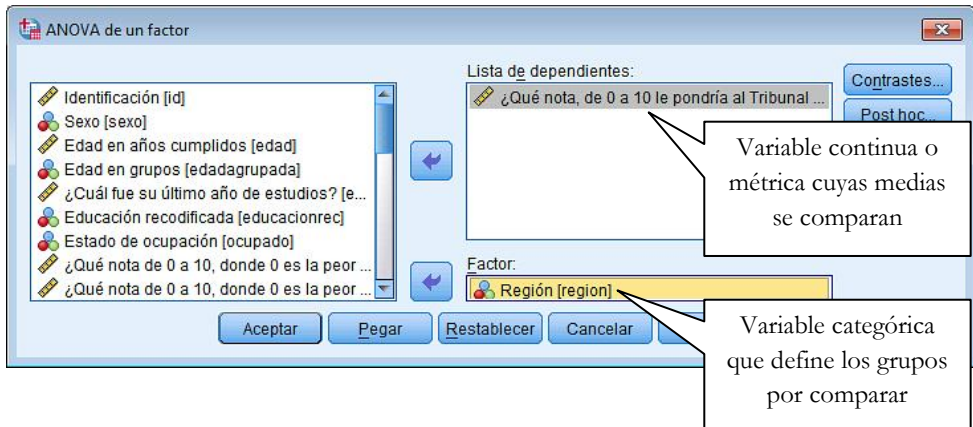 ANOVA de un factor
Identificación [id]
Sexo [sexo]
Edad en años cumplidos [edad]
Edad en grupos [edadagrupada]
¿Cuál fue su último año de estudios? [e...
Educación recodificada [educacionrec]
Estado de ocupación [ocupado]
¿Qué nota de 0 a 10, donde 0 es la peor ...
¿Qué nota de 0 a 10, donde 0 es la peor ...
Lista de dependientes:
¿Qué nota, de 0 a 10 le pondría al Tribunal ...
Contrastes...
Post hoc...
Variable continua o
métrica cuyas medias
se comparan
Factor:
Región [region]
Aceptar
Pegar
Restablecer
Cancelar
Variable categórica
que define los grupos
por comparar